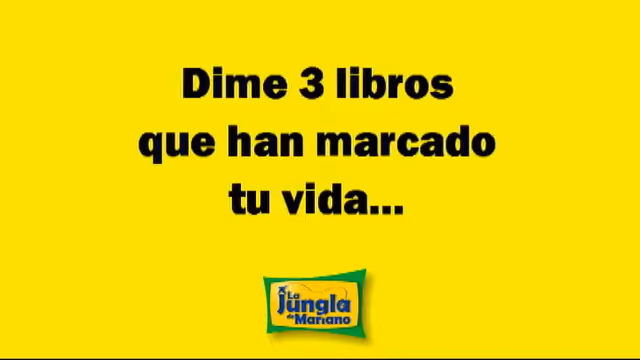 Dime 3 libros
que han marcado
tu vida...
La
jungla
de Mariano